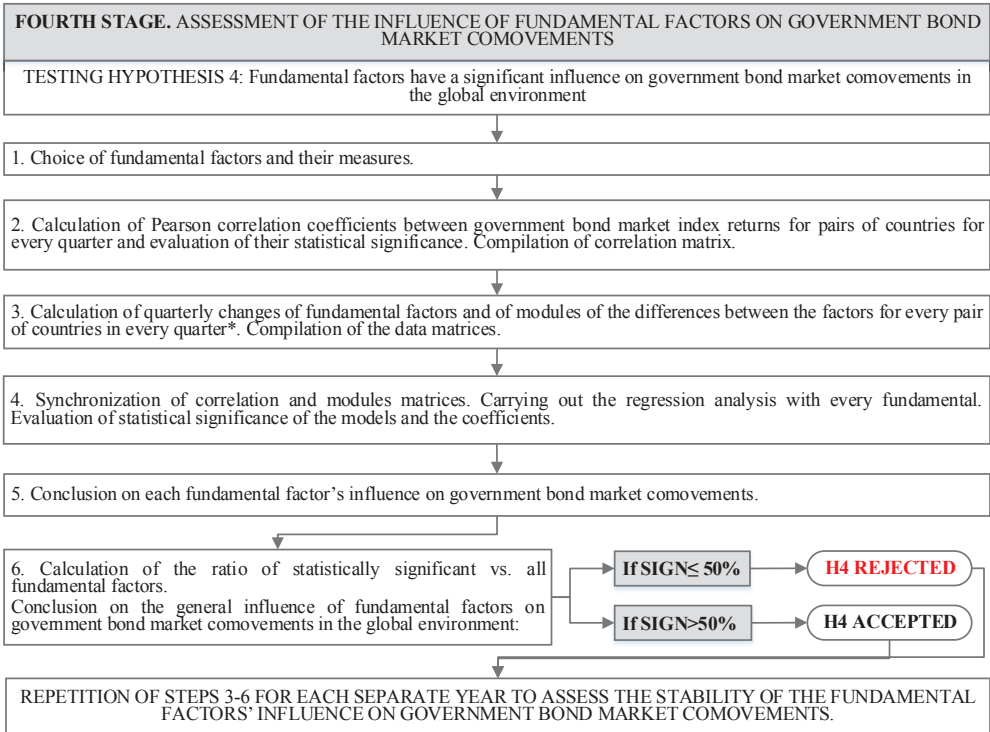 FOURTH STAGE. ASSESSMENT OF THE INFLUENCE OF FUNDAMENTAL FACTORS ON GOVERNMENT BOND
MARKET COMOVEMENTS
TESTING HYPOTHESIS 4: Fundamental factors have a significant influence on government bond market comovements in
the global environment
1. Choice of fundamental factors and their measures.
2. Calculation of Pearson correlation coefficients between government bond market index returns for pairs of countries for
every quarter and evaluation of their statistical significance. Compilation of correlation matrix.
3. Calculation of quarterly changes of fundamental factors and of modules of the differences between the factors for every pair
of countries in every quarter*. Compilation of the data matrices.
4. Synchronization of correlation and modules matrices. Carrying out the regression analysis with every fundamental.
Evaluation of statistical significance of the models and the coefficients.
5. Conclusion on each fundamental factor's influence on government bond market comovements.
6. Calculation of the ratio of statistically significant vs. all
fundamental factors.
Conclusion on the general influence of fundamental factors on
government bond market comovements in the global environment:
If SIGN≤ 50%
H4 REJECTED
If SIGN>50%
H4 ACCEPTED
REPETITION OF STEPS 3-6 FOR EACH SEPARATE YEAR TO ASSESS THE STABILITY OF THE FUNDAMENTAL
FACTORS' INFLUENCE ON GOVERNMENT BOND MARKET COMOVEMENTS.